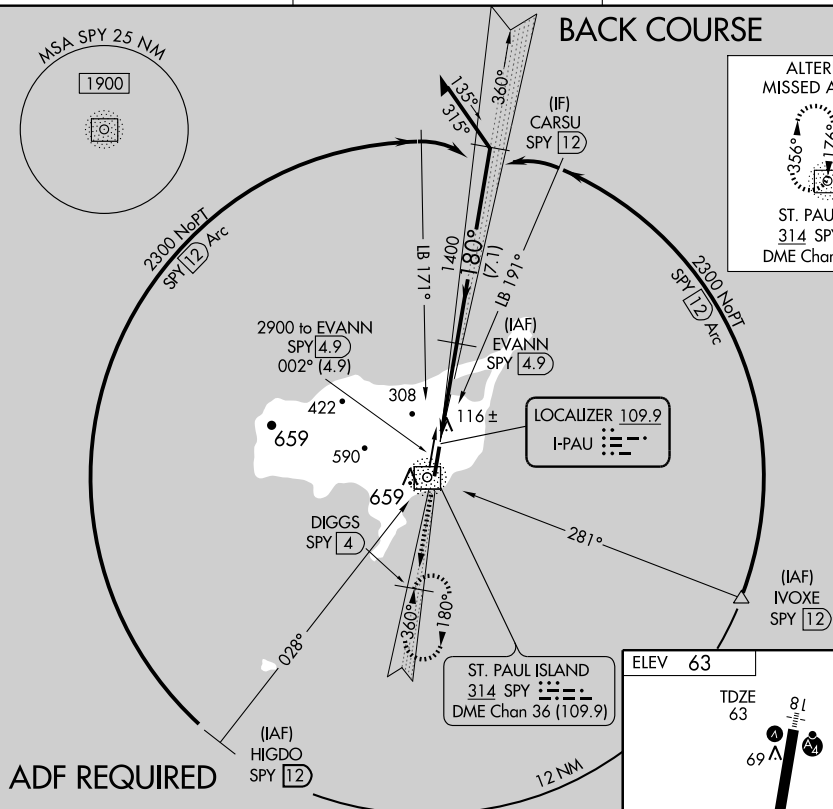 BACK COURSE
MSA SPY 25 NM
1900
135°
315°
360°
(IF)
CARSU
SPY 12
ALTER
MISSED A
356°
176°
ST. PAU
314 SP
DME Chan
2300 NoPT
SPY 12 Arc
LB 171°
1400
180°
(7.1)
LB 191°
2300 NoPT
SPY 12 Arc
2900 to EVANN
SPY 4.9
002° (4.9)
(IAF)
EVANN
SPY 4.9
308
422
116 ±
659
590
LOCALIZER 109.9
I-PAU
659
DIGGS
SPY 4
281°
(IAF)
IVOXE
SPY 12
028°
360°
180°
ST. PAUL ISLAND
314 SPY
DME Chan 36 (109.9)
ELEV 63
TDZE
63
18
69
A4
(IAF)
HIGDO
SPY 12
ADF REQUIRED
12 NM